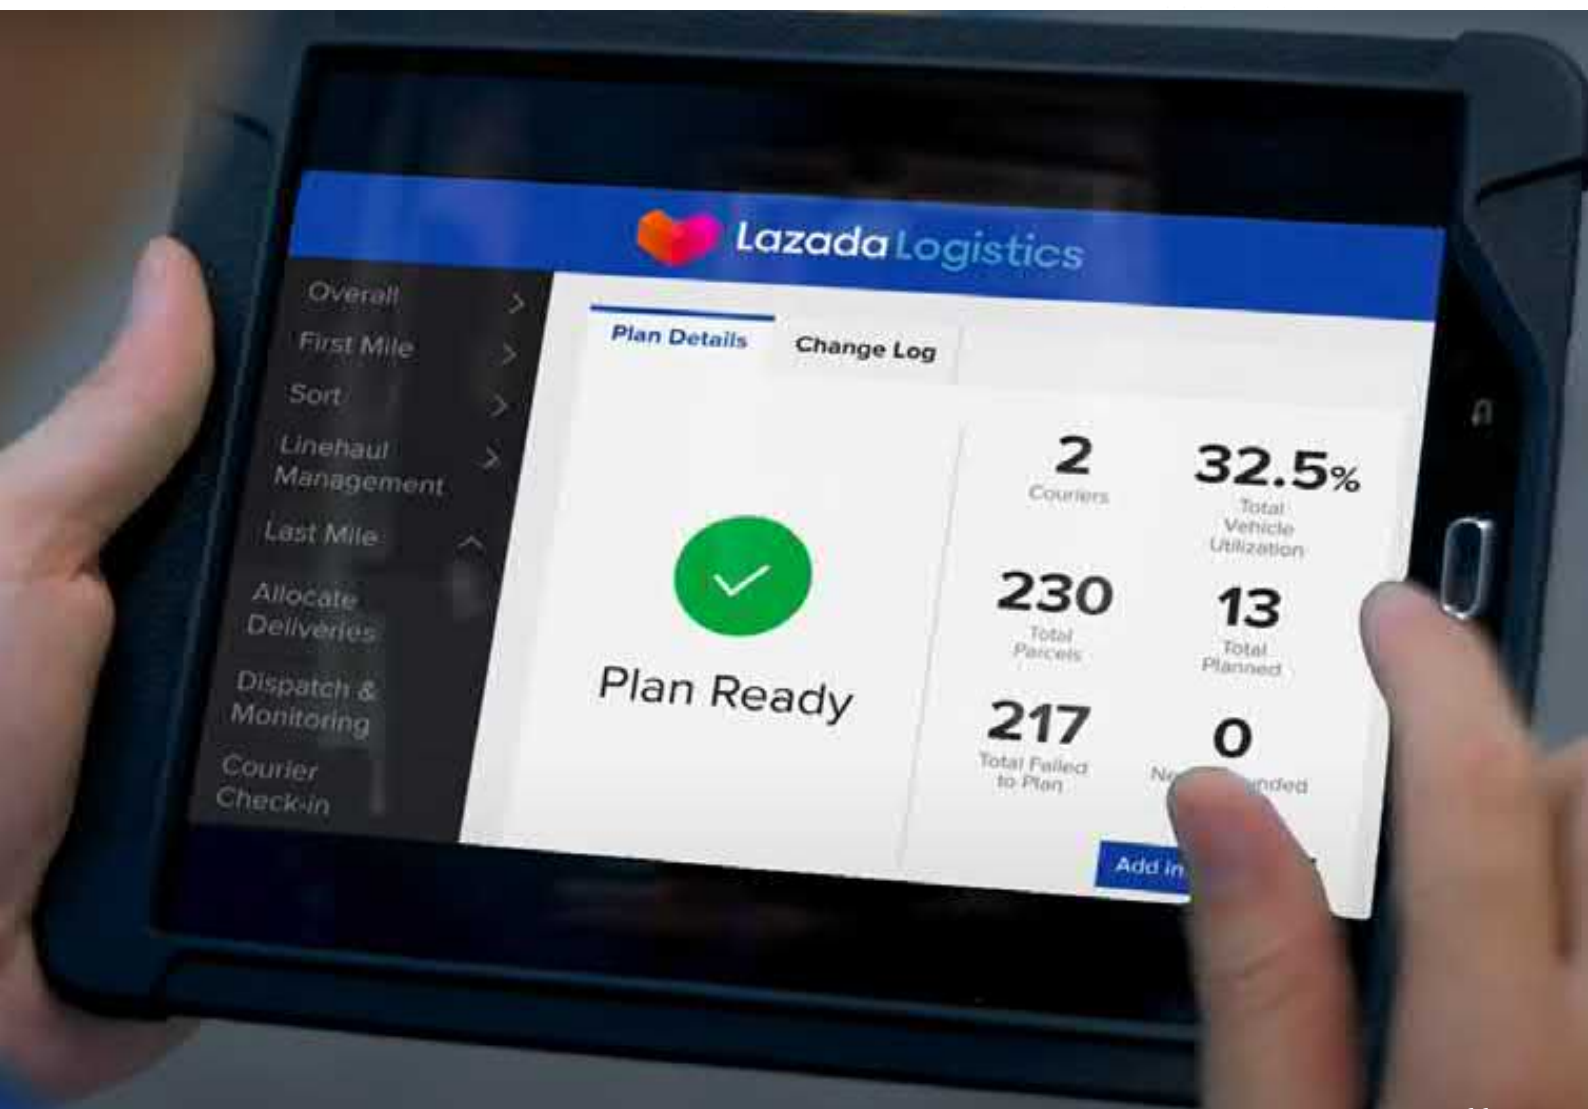 Lazada Logistics
Overall
First Mile
Sort
Linehaul
Management
Last Mile
Allocate
Deliveries
Dispatch &
Monitoring
Courier
Check-in
Plan Details
Change Log
Plan Ready
2
Couriers
32.5%
Total
Vehicle
Utilization
230
Total
Parcels
13
Total
Planned
217
Total Failed
to Plan
0
Add in